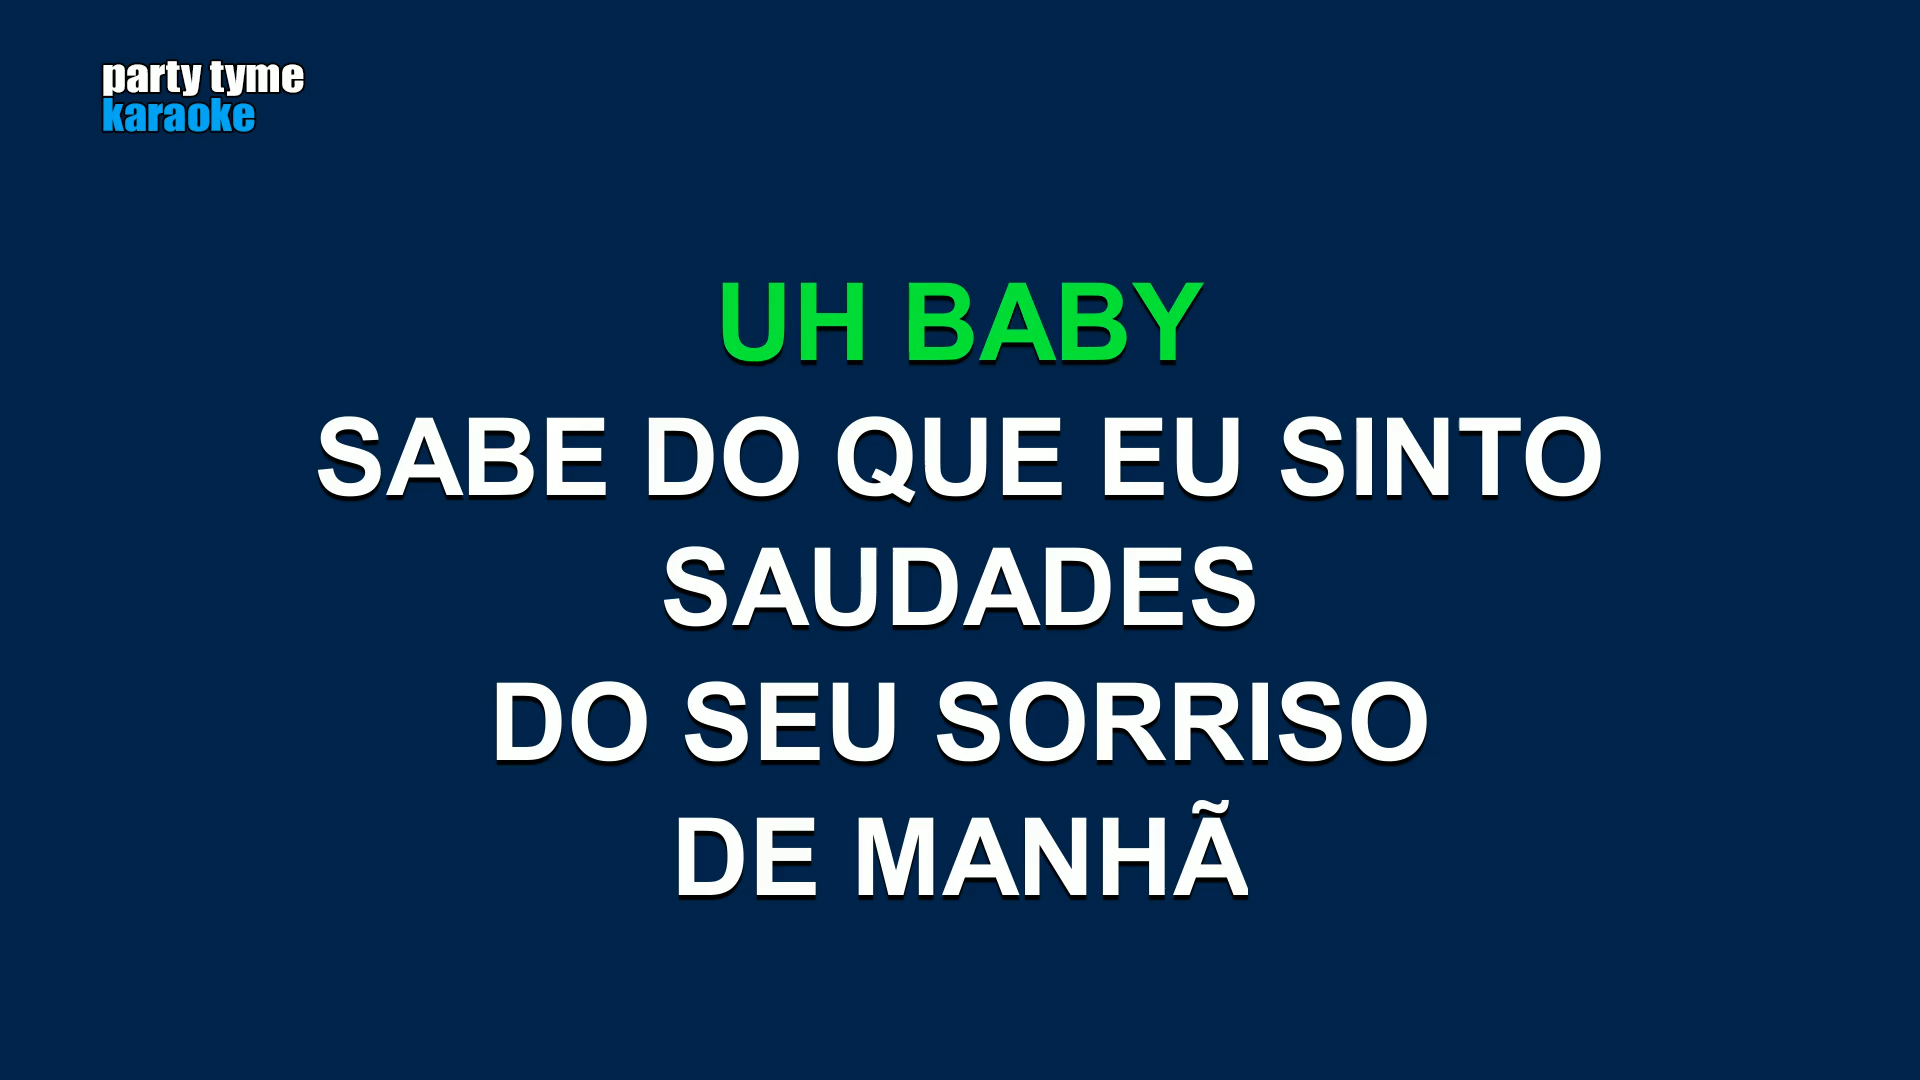 party tyme
karaoke
UH BABY
SABE DO QUE EU SINTO
SAUDADES
DO SEU SORRISO
DE MANHÃ